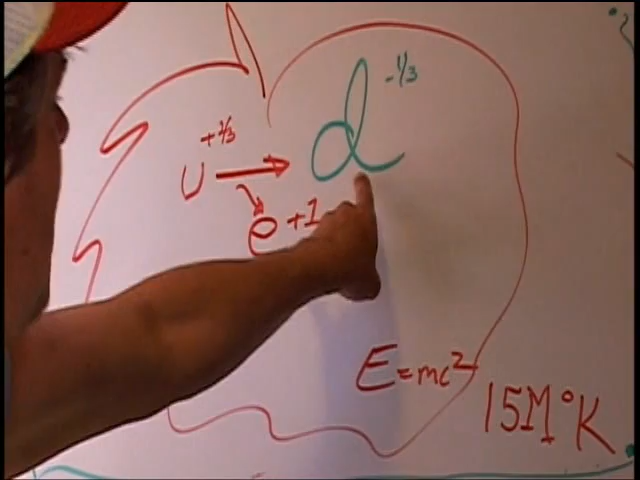 u +2/3 → d -1/3
e +1
E=mc²
15M°K